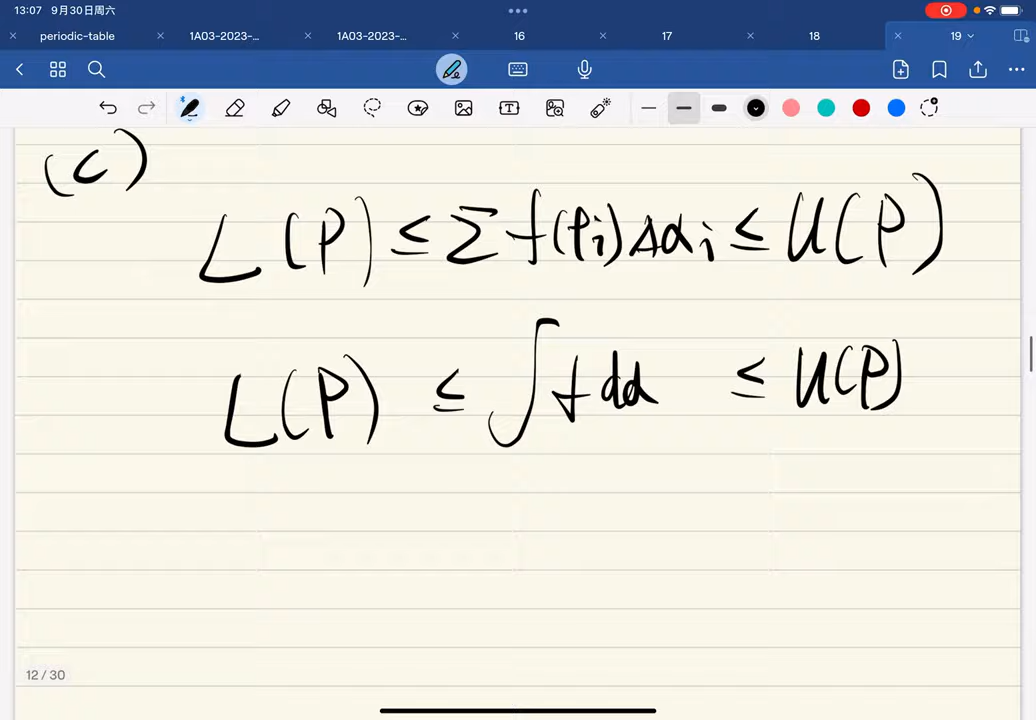 13:07 9月30日周六
periodic-table 1A03-2023-... 1A03-2023-... 16 17 18 19
(c)
L(P) ≤ Σ f(Pi) Δαi ≤ U(P)
L(P) ≤ ∫ f dα ≤ U(P)
12 / 30